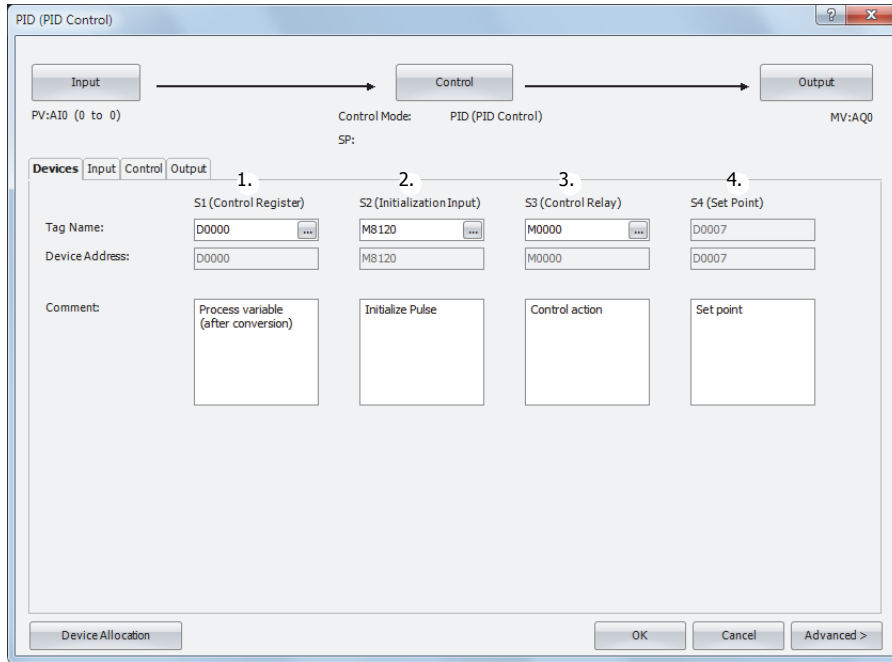 PID (PID Control)
?
X
Input
Control
Output
PV:AI0 (0 to 0)
Control Mode: PID (PID Control)
MV:AQ0
SP:
Devices Input Control Output
1. 2. 3. 4.
S1 (Control Register) S2 (Initialization Input) S3 (Control Relay) S4 (Set Point)
Tag Name: D0000 ... M8120 ... M0000 ... D0007
Device Address: D0000 M8120 M0000 D0007
Comment: Process variable Initialize Pulse Control action Set point
(after conversion)
Device Allocation OK Cancel Advanced >